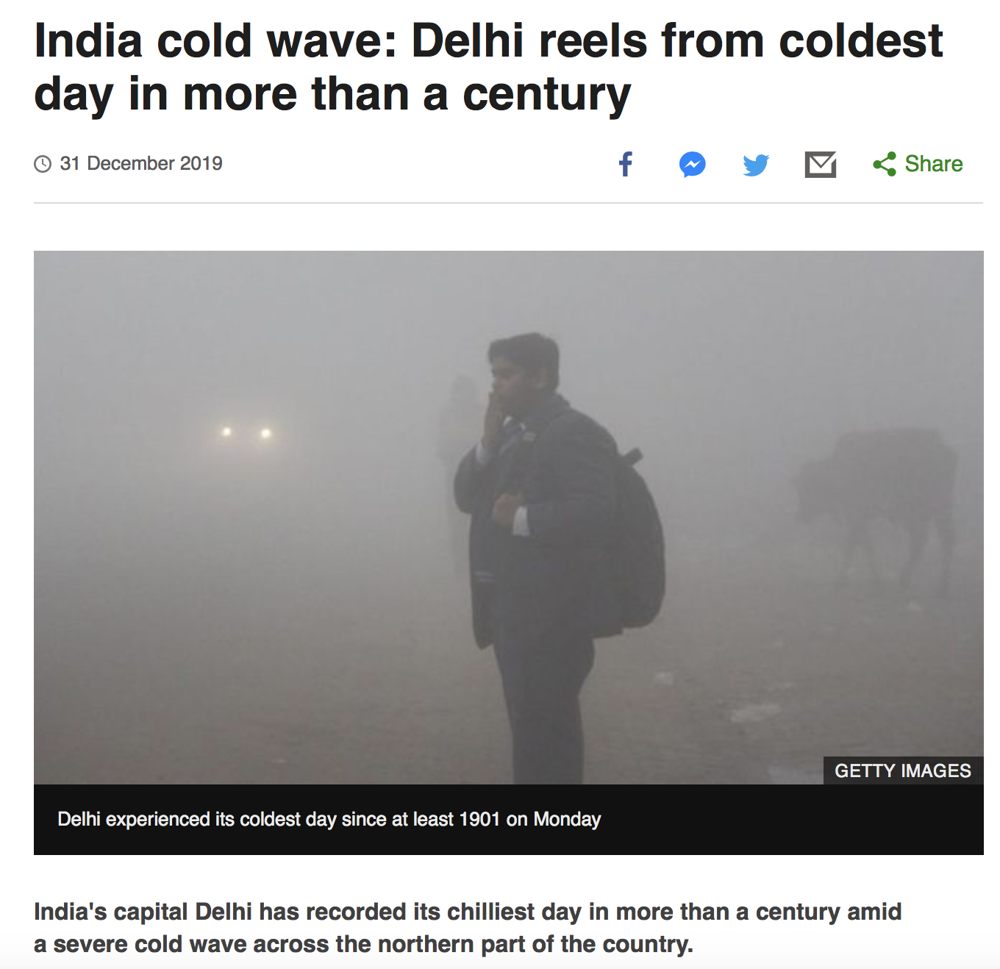 India cold wave: Delhi reels from coldest
day in more than a century
31 December 2019
Share
GETTY IMAGES
Delhi experienced its coldest day since at least 1901 on Monday
India's capital Delhi has recorded its chilliest day in more than a century amid
a severe cold wave across the northern part of the country.